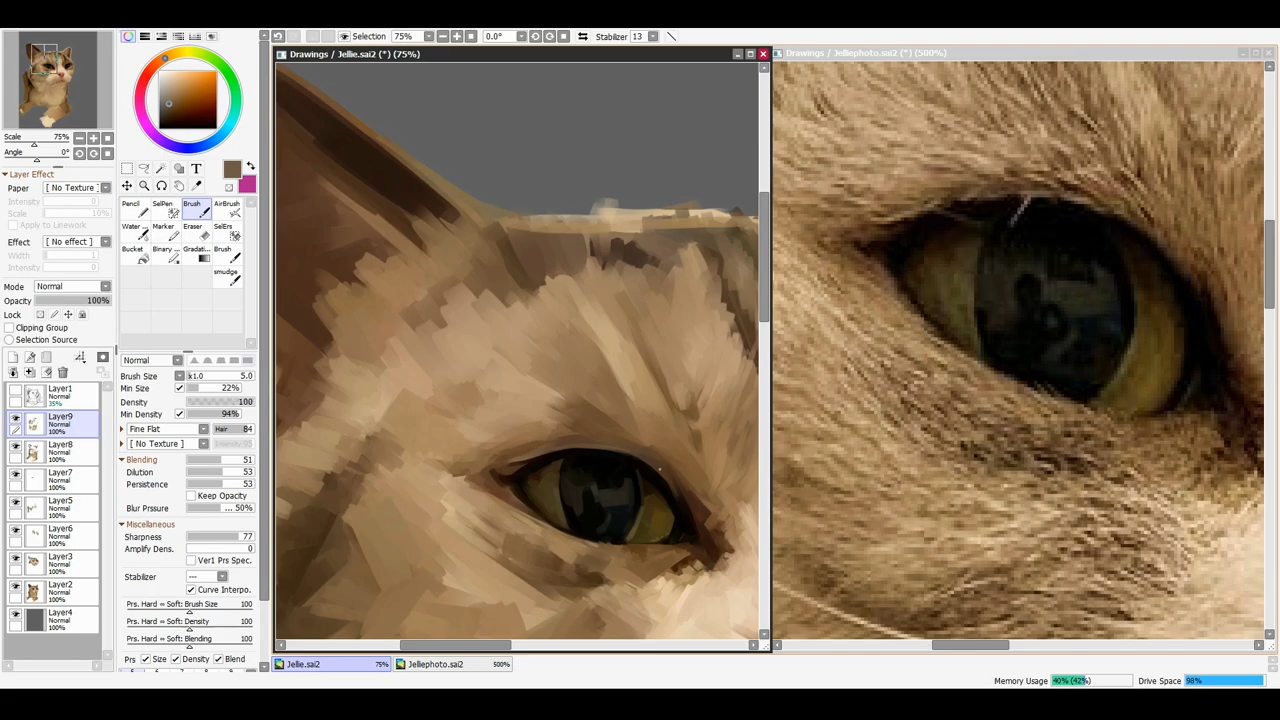 Selection 75% 0.0° Stabilizer 13
Drawings / Jellie.sai2 (*) (75%)
Drawings / Jelliephoto.sai2 (*) (500%)
Scale 75%
Angle 0°
Layer Effect
Paper [ No Texture ]
Intensity 0
Scale 10%
Apply to Linework
Effect [ No effect ]
Width 1
Intensity 0
Mode Normal
Opacity 100%
Lock
Clipping Group
Selection Source
Layer1
Normal
35%
Layer9
Normal
100%
Layer8
Normal
100%
Layer7
Normal
100%
Layer5
Normal
100%
Layer6
Normal
100%
Layer3
Normal
100%
Layer2
Normal
100%
Layer4
Normal
100%
T
Pencil SelPen Brush AirBrush
Water ... Marker Eraser SelErs
Bucket Binary ... Gradati... Brush
smudge
Normal
Brush Size x1.0 5.0
Min Size 22%
Density 100
Min Density 94%
Fine Flat Hair 84
[ No Texture ]
Blending 51
Dilution 53
Persistence 53
Keep Opacity
Blur Prssure ... 50%
Miscellaneous
Sharpness 77
Amplify Dens. 0
Ver1 Prs Spec.
Stabilizer ---
Curve Interpo.
Prs. Hard ⇔ Soft: Brush Size 100
Prs. Hard ⇔ Soft: Density 100
Prs. Hard ⇔ Soft: Blending 100
Prs Size Density Blend
Jellie.sai2 75%
Jelliephoto.sai2 500%
Memory Usage 40% (42%) Drive Space 98%